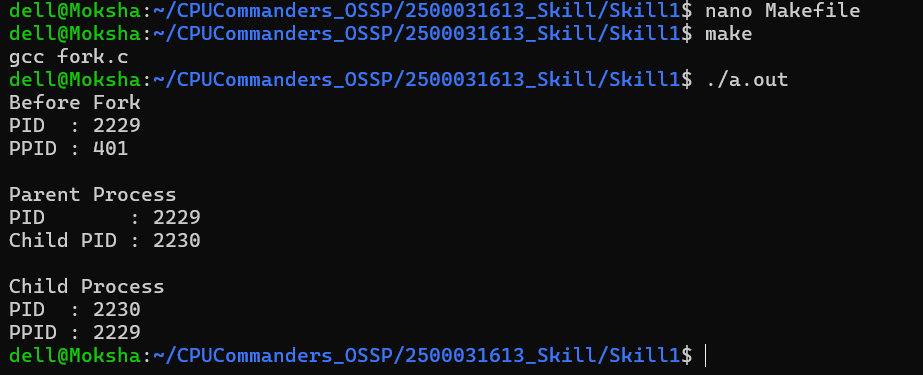 dell@Moksha:~/CPUCommanders_OSSP/2500031613_Skill/Skill1$ nano Makefile
dell@Moksha:~/CPUCommanders_OSSP/2500031613_Skill/Skill1$ make
gcc fork.c
dell@Moksha:~/CPUCommanders_OSSP/2500031613_Skill/Skill1$ ./a.out
Before Fork
PID  : 2229
PPID : 401

Parent Process
PID       : 2229
Child PID : 2230

Child Process
PID  : 2230
PPID : 2229
dell@Moksha:~/CPUCommanders_OSSP/2500031613_Skill/Skill1$